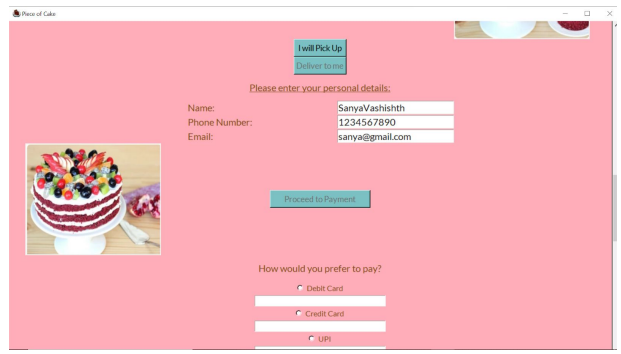 Piece of Cake
I will Pick Up
Deliver to me
Please enter your personal details:
Name: SanyaVashishth
Phone Number: 1234567890
Email: sanya@gmail.com
Proceed to Payment
How would you prefer to pay?
Debit Card
Credit Card
UPI